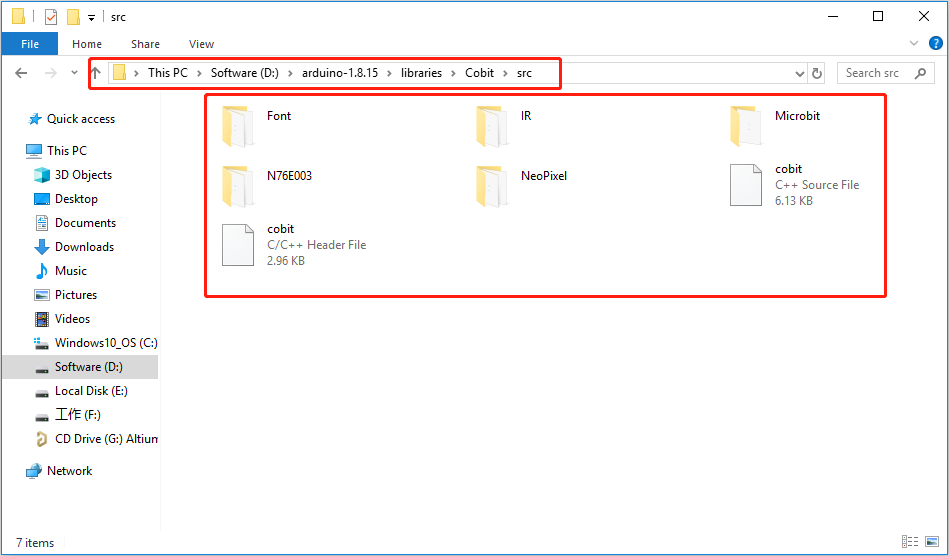 src
File Home Share View
This PC Software (D:) arduino-1.8.15 libraries Cobit src
Search src
Quick access
This PC
3D Objects
Desktop
Documents
Downloads
Music
Pictures
Videos
Windows10_OS (C:)
Software (D:)
Local Disk (E:)
工作 (F:)
CD Drive (G:) Altium
Network
Font
IR
Microbit
N76E003
NeoPixel
cobit
C++ Source File
6.13 KB
cobit
C/C++ Header File
2.96 KB
7 items